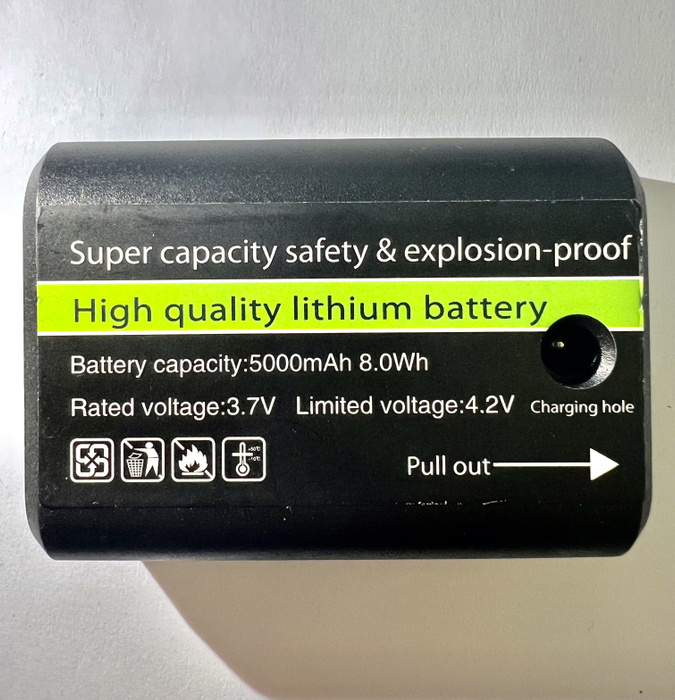 Super capacity safety & explosion-proof
High quality lithium battery
Battery capacity:5000mAh 8.0Wh
Rated voltage:3.7V Limited voltage:4.2V
Charging hole
Pull out